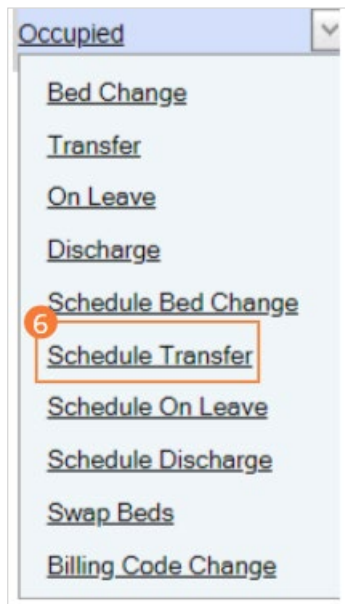 Occupied
Bed Change
Transfer
On Leave
Discharge
Schedule Bed Change
6
Schedule Transfer
Schedule On Leave
Schedule Discharge
Swap Beds
Billing Code Change